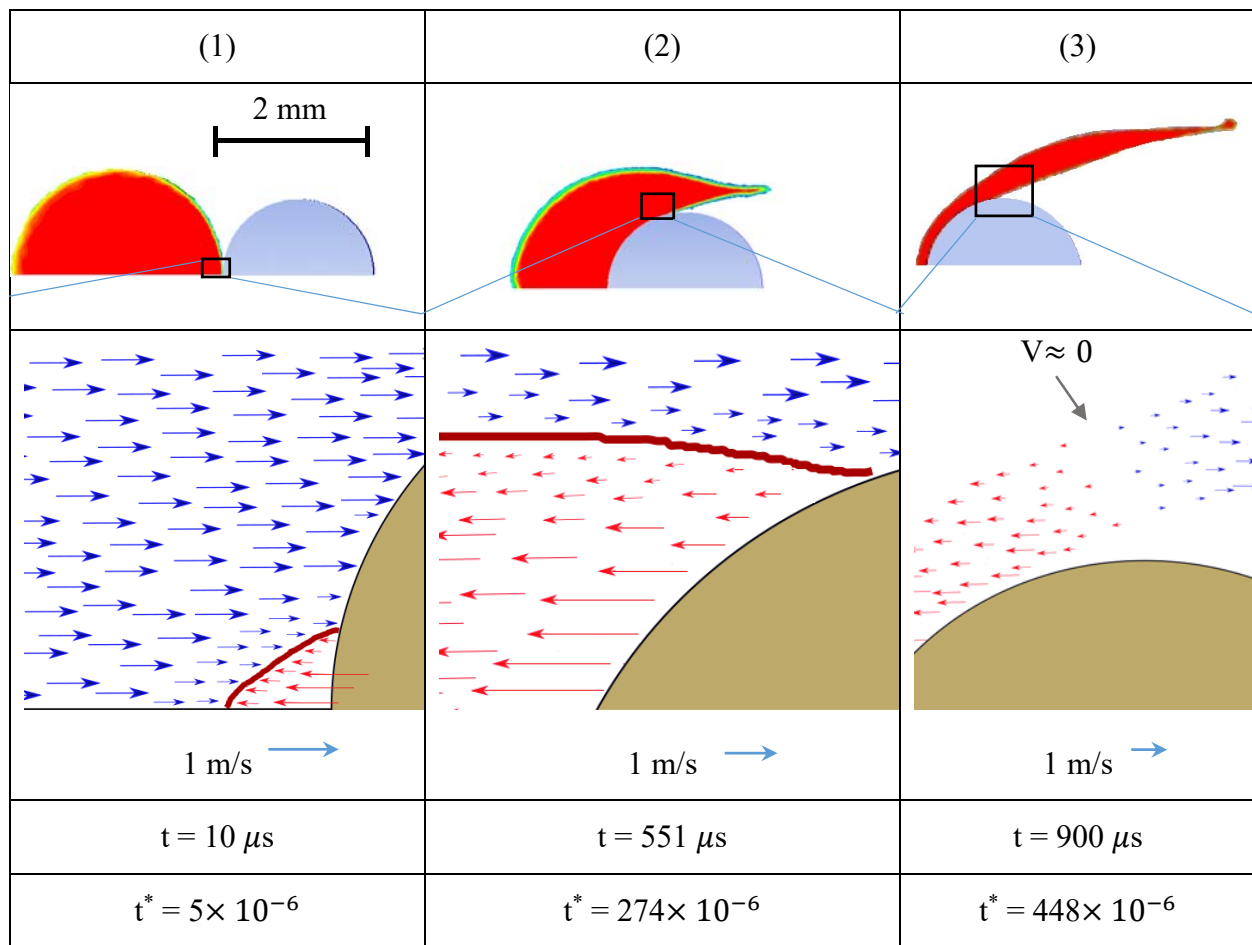 (1)
(2)
(3)
2 mm
V≈ 0
1 m/s
1 m/s
1 m/s
t = 10 𝜇s
t = 551 𝜇s
t = 900 𝜇s
t* = 5× 10⁻⁶
t* = 274× 10⁻⁶
t* = 448× 10⁻⁶